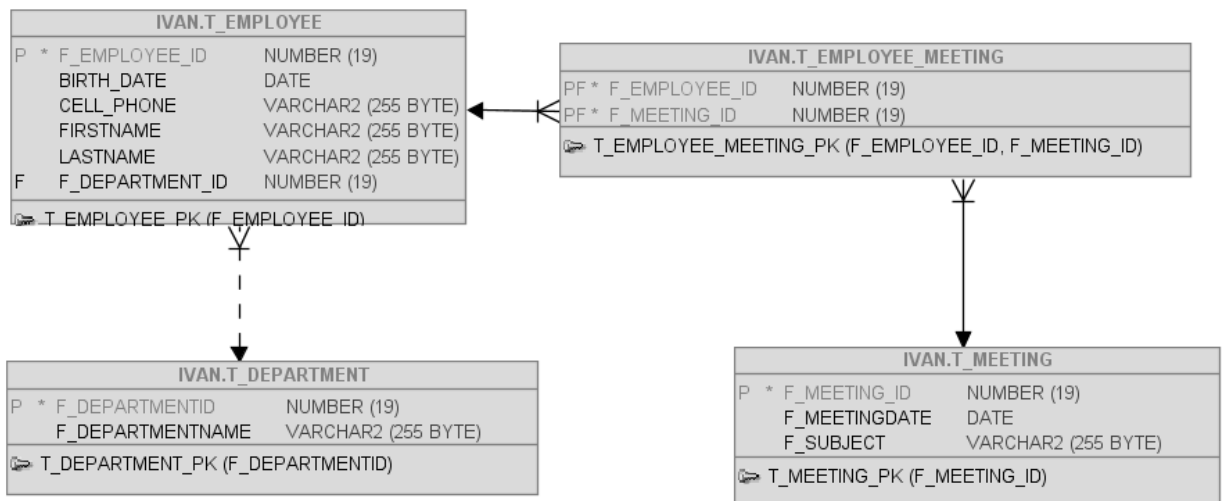 IVAN.T_EMPLOYEE
P * F_EMPLOYEE_ID NUMBER (19)
BIRTH_DATE DATE
CELL_PHONE VARCHAR2 (255 BYTE)
FIRSTNAME VARCHAR2 (255 BYTE)
LASTNAME VARCHAR2 (255 BYTE)
F F_DEPARTMENT_ID NUMBER (19)
T_EMPLOYEE_PK (F_EMPLOYEE_ID)
IVAN.T_EMPLOYEE_MEETING
PF * F_EMPLOYEE_ID NUMBER (19)
PF * F_MEETING_ID NUMBER (19)
T_EMPLOYEE_MEETING_PK (F_EMPLOYEE_ID, F_MEETING_ID)
IVAN.T_DEPARTMENT
P * F_DEPARTMENTID NUMBER (19)
F_DEPARTMENTNAME VARCHAR2 (255 BYTE)
T_DEPARTMENT_PK (F_DEPARTMENTID)
IVAN.T_MEETING
P * F_MEETING_ID NUMBER (19)
F_MEETINGDATE DATE
F_SUBJECT VARCHAR2 (255 BYTE)
T_MEETING_PK (F_MEETING_ID)